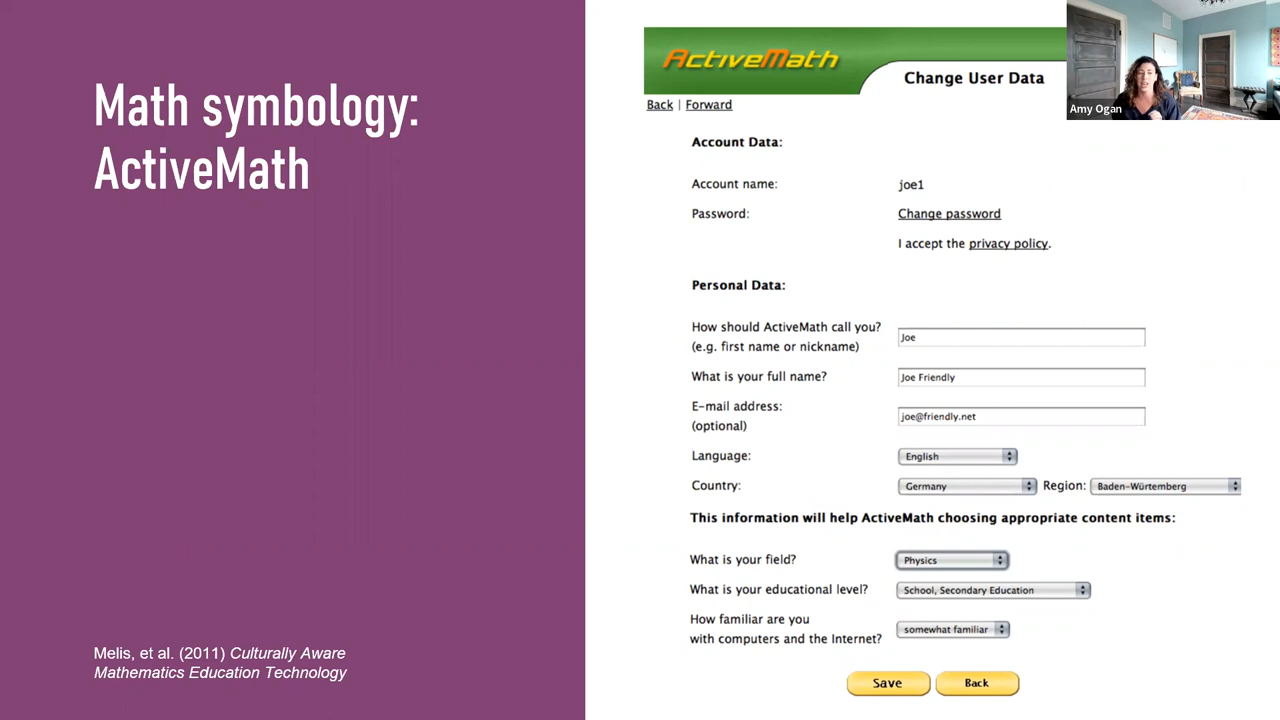 Math symbology:
ActiveMath
Melis, et al. (2011) Culturally Aware
Mathematics Education Technology
ActiveMath
Change User Data
Back | Forward
Account Data:
Account name: joe1
Password: Change password
I accept the privacy policy.
Personal Data:
How should ActiveMath call you?
(e.g. first name or nickname) Joe
What is your full name? Joe Friendly
E-mail address: joe@friendly.net
(optional)
Language: English
Country: Germany Region: Baden-Würtemberg
This information will help ActiveMath choosing appropriate content items:
What is your field? Physics
What is your educational level? School, Secondary Education
How familiar are you
with computers and the Internet? somewhat familiar
Save Back
Amy Ogan